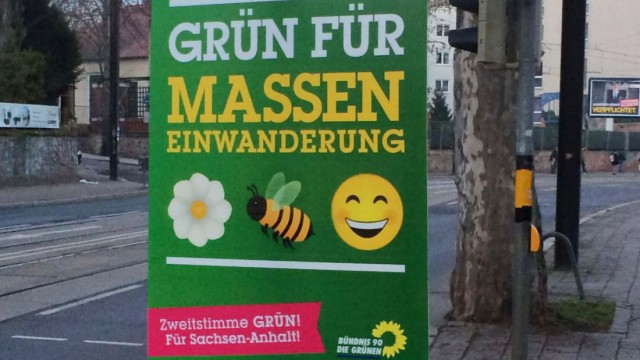 GRÜN FÜR
MASSEN
EINWANDERUNG
Zweitstimme GRÜN!
Für Sachsen-Anhalt!
BÜNDNIS 90
DIE GRÜNEN
VERPFLICHTET.